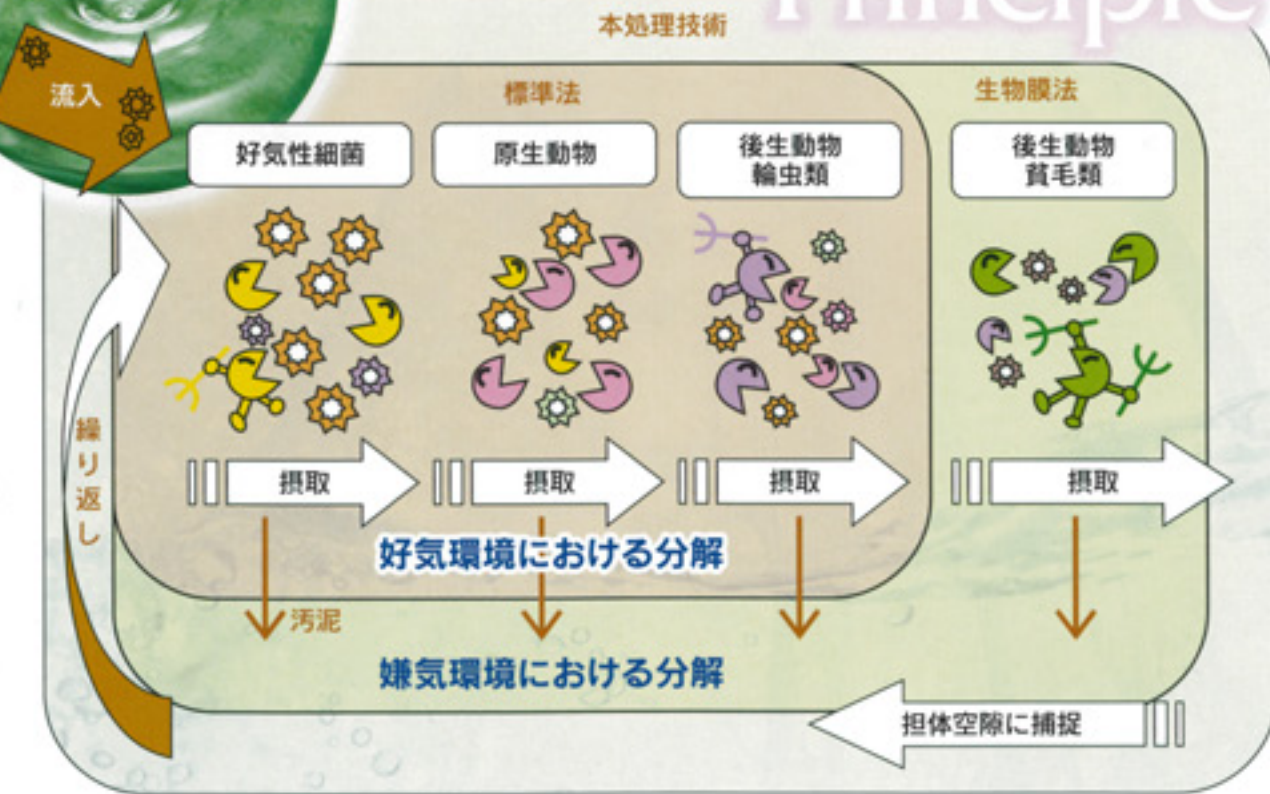 Principle
本処理技術
流入
標準法
生物膜法
好気性細菌
原生動物
後生動物
輪虫類
後生動物
貧毛類
繰り返し
摂取
摂取
摂取
摂取
好気環境における分解
汚泥
嫌気環境における分解
担体空隙に捕捉